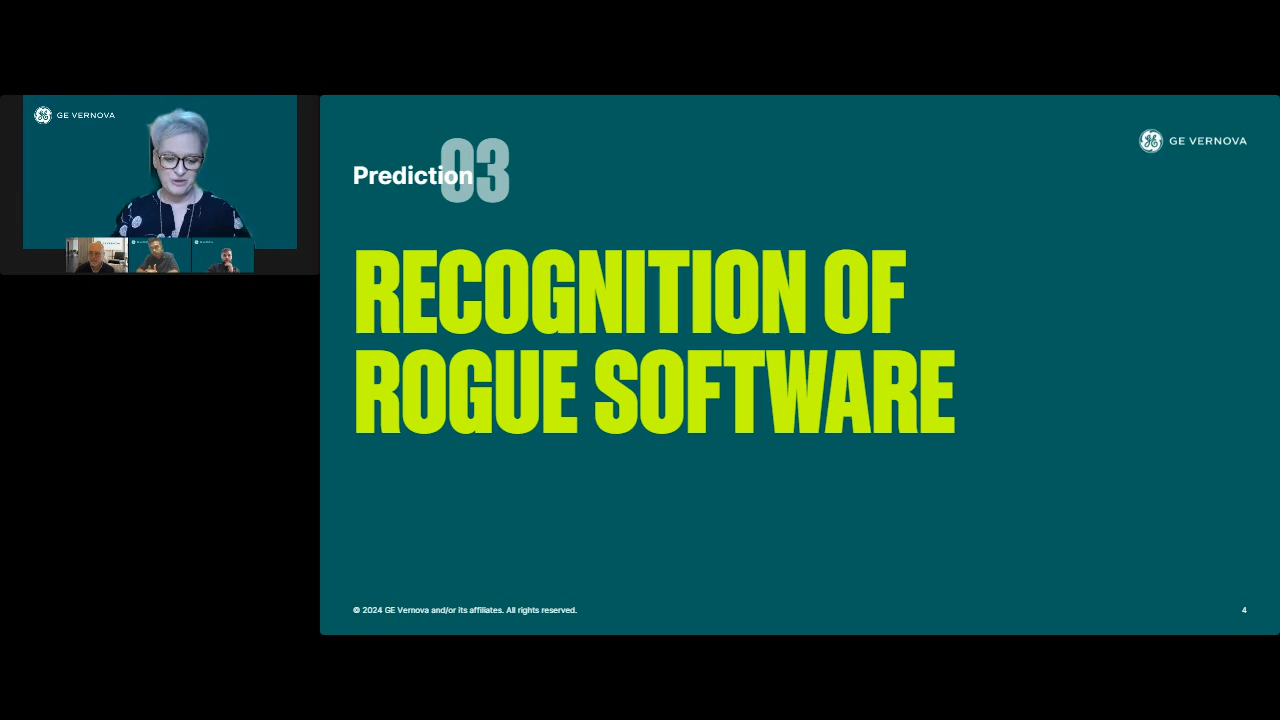 GE VERNOVA
GE VERNOVA
Prediction 03
RECOGNITION OF
ROGUE SOFTWARE
© 2024 GE Vernova and/or its affiliates. All rights reserved.
4